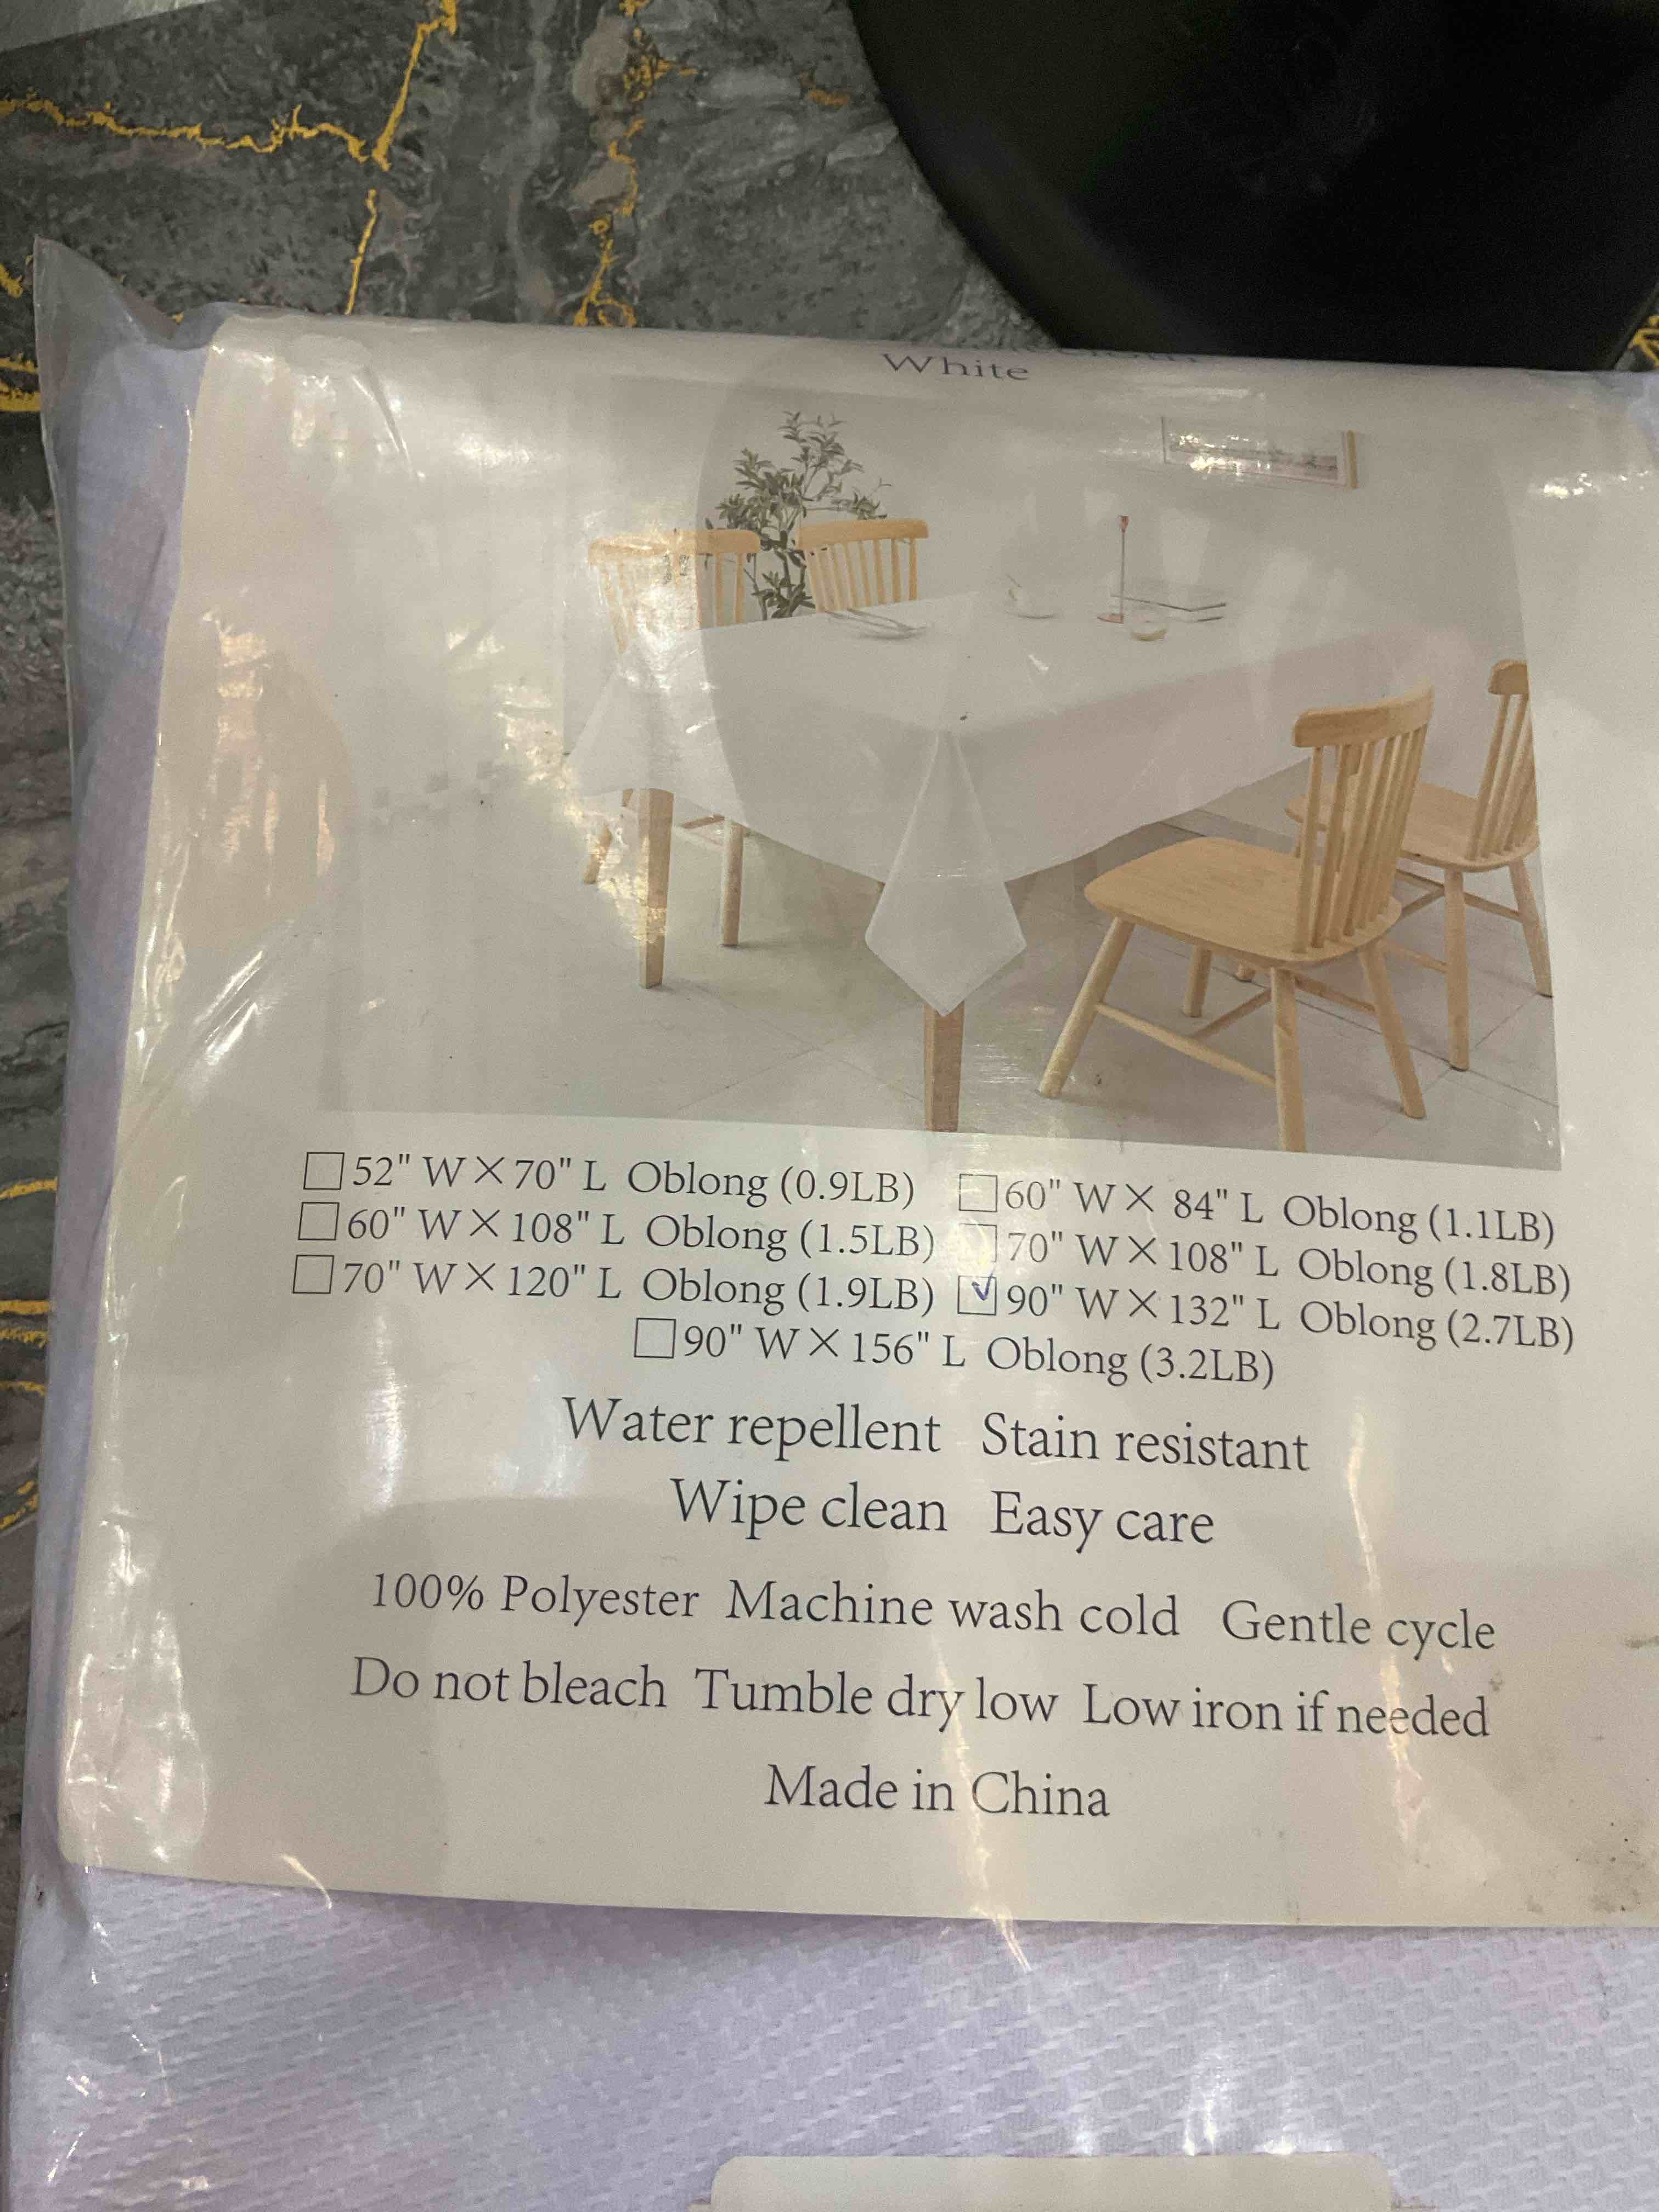 White
52" W×70" L Oblong (0.9LB) 60" W× 84" L Oblong (1.1LB)
60" W×108" L Oblong (1.5LB) 70" W×108" L Oblong (1.8LB)
70" W×120" L Oblong (1.9LB) 90" W×132" L Oblong (2.7LB)
90" W×156" L Oblong (3.2LB)
Water repellent Stain resistant
Wipe clean Easy care
100% Polyester Machine wash cold Gentle cycle
Do not bleach Tumble dry low Low iron if needed
Made in China